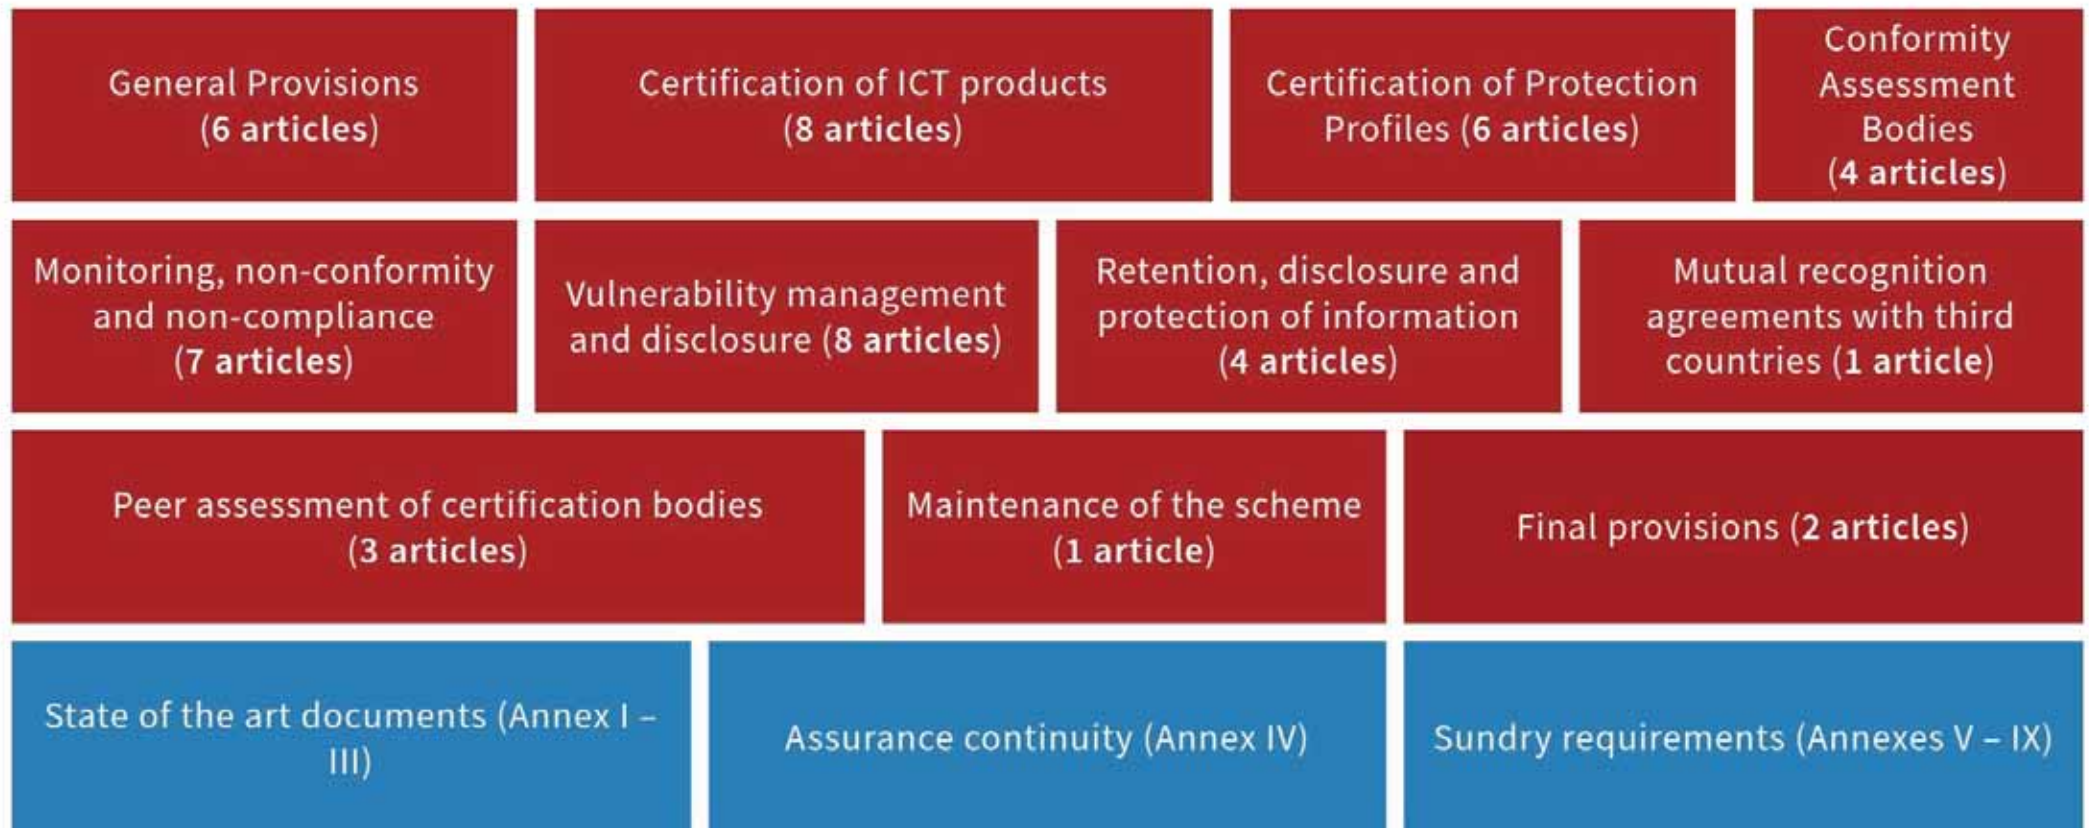 General Provisions
(6 articles)
Certification of ICT products
(8 articles)
Certification of Protection
Profiles (6 articles)
Conformity
Assessment
Bodies
(4 articles)
Monitoring, non-conformity
and non-compliance
(7 articles)
Vulnerability management
and disclosure (8 articles)
Retention, disclosure and
protection of information
(4 articles)
Mutual recognition
agreements with third
countries (1 article)
Peer assessment of certification bodies
(3 articles)
Maintenance of the scheme
(1 article)
Final provisions (2 articles)
State of the art documents (Annex I –
III)
Assurance continuity (Annex IV)
Sundry requirements (Annexes V – IX)